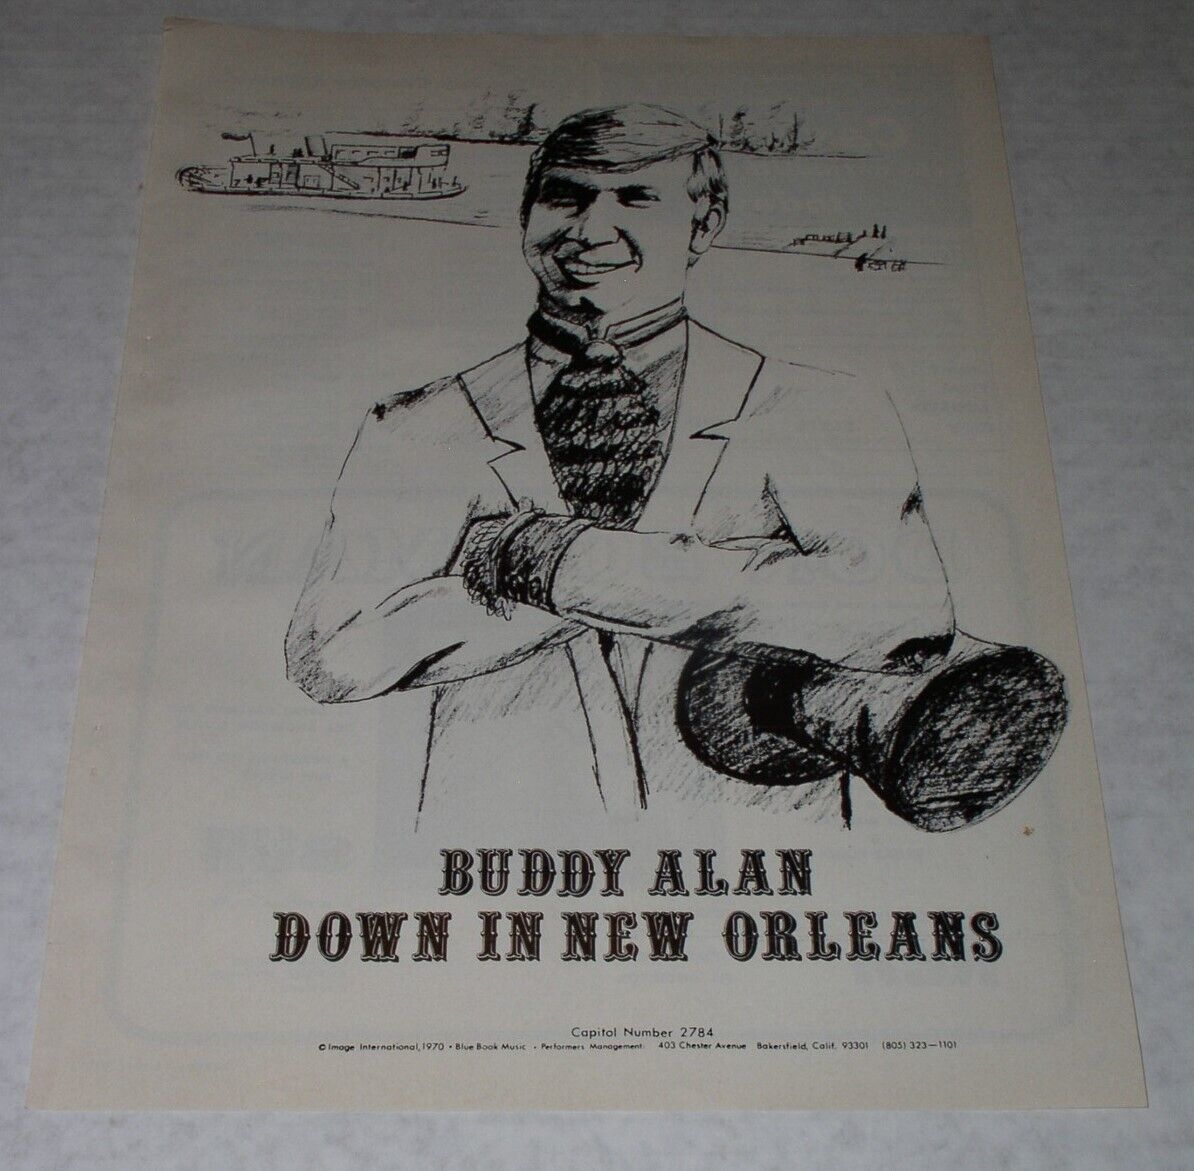 BUDDY ALAN
DOWN IN NEW ORLEANS
Capitol Number 2784
© Image International, 1970 • Blue Book Music • Performers Management: 403 Chester Avenue Bakersfield, Calif. 93301 (805) 323—1101